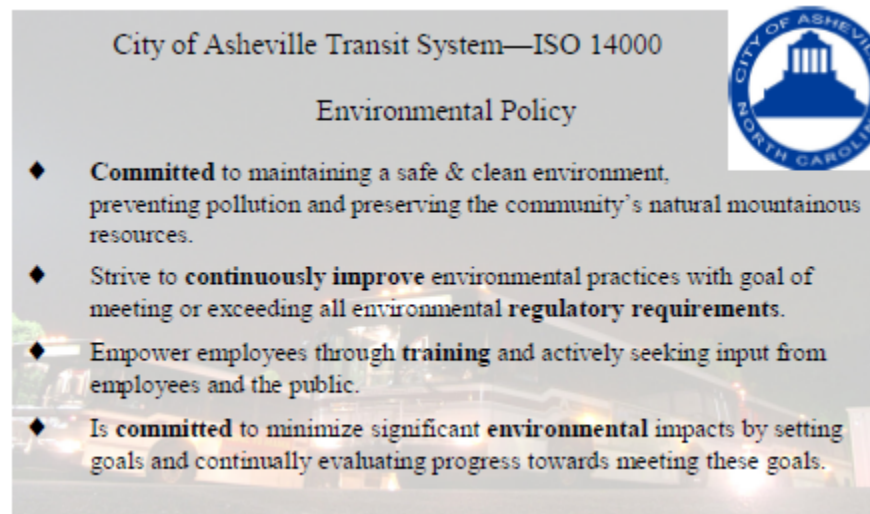 City of Asheville Transit System—ISO 14000
CITY OF ASHEVILLE
NORTH CAROLINA
Environmental Policy
♦ Committed to maintaining a safe & clean environment,
preventing pollution and preserving the community's natural mountainous
resources.
♦ Strive to continuously improve environmental practices with goal of
meeting or exceeding all environmental regulatory requirements.
♦ Empower employees through training and actively seeking input from
employees and the public.
♦ Is committed to minimize significant environmental impacts by setting
goals and continually evaluating progress towards meeting these goals.